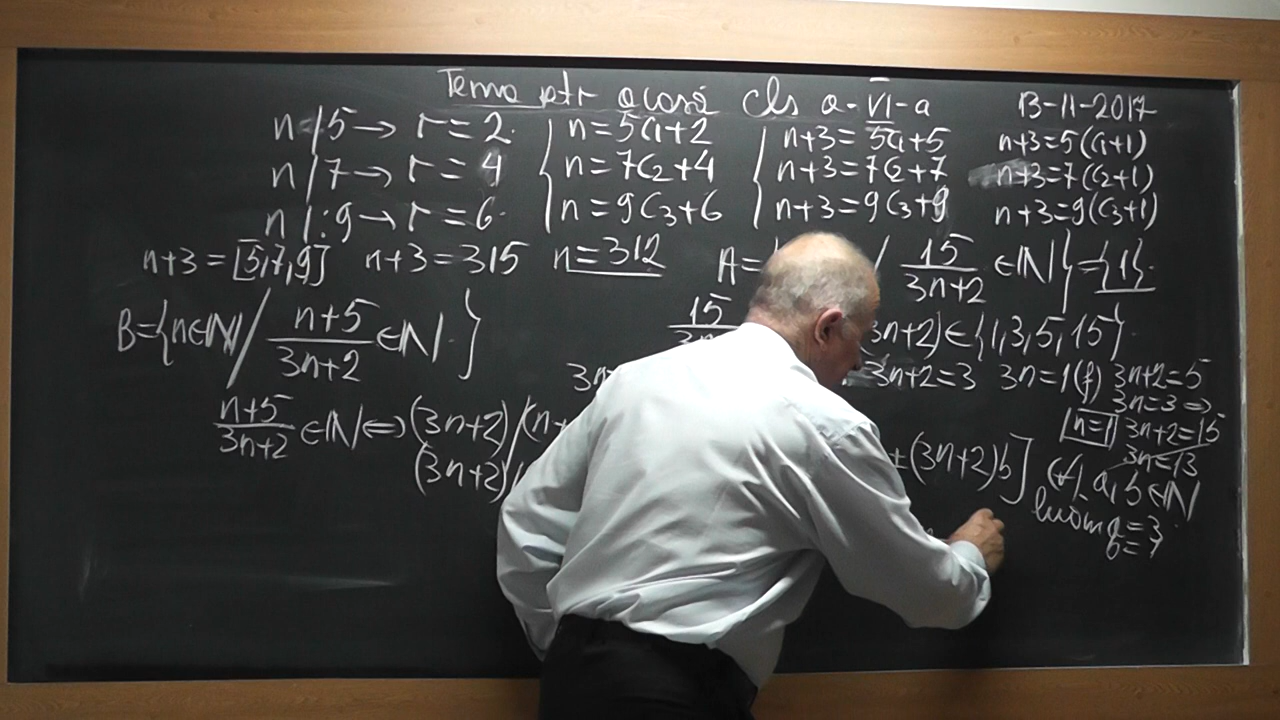 Tema ptr acasă cls a-VI-a 13-11-2017
n/5→ r=2. n=5c₁+2 n+3=5c₁+5 n+3=5(c₁+1)
n/7→ r=4 n=7c₂+4 n+3=7c₂+7 n+3=7(c₂+1)
n/:9→ r=6. n=9c₃+6 n+3=9c₃+9 n+3=9(c₃+1)
n+3=[5,7,9] n+3=315 n=312 A= / 15/3n+2 ∈ℕ}={1}.
B={n∈ℕ/ n+5/3n+2 ∈ℕ.} 15 3n+2)∈{1,3,5,15}
3n+2=3 3n=1(f) 3n+2=5
3n=3⇒
n=1 3n+2=15
3n=13
n+5/3n+2 ∈ℕ⇔(3n+2)/(n+
(3n+2)/ ±(3n+2)b] (∀) a,b∈ℕ
luăm a=3
b=1